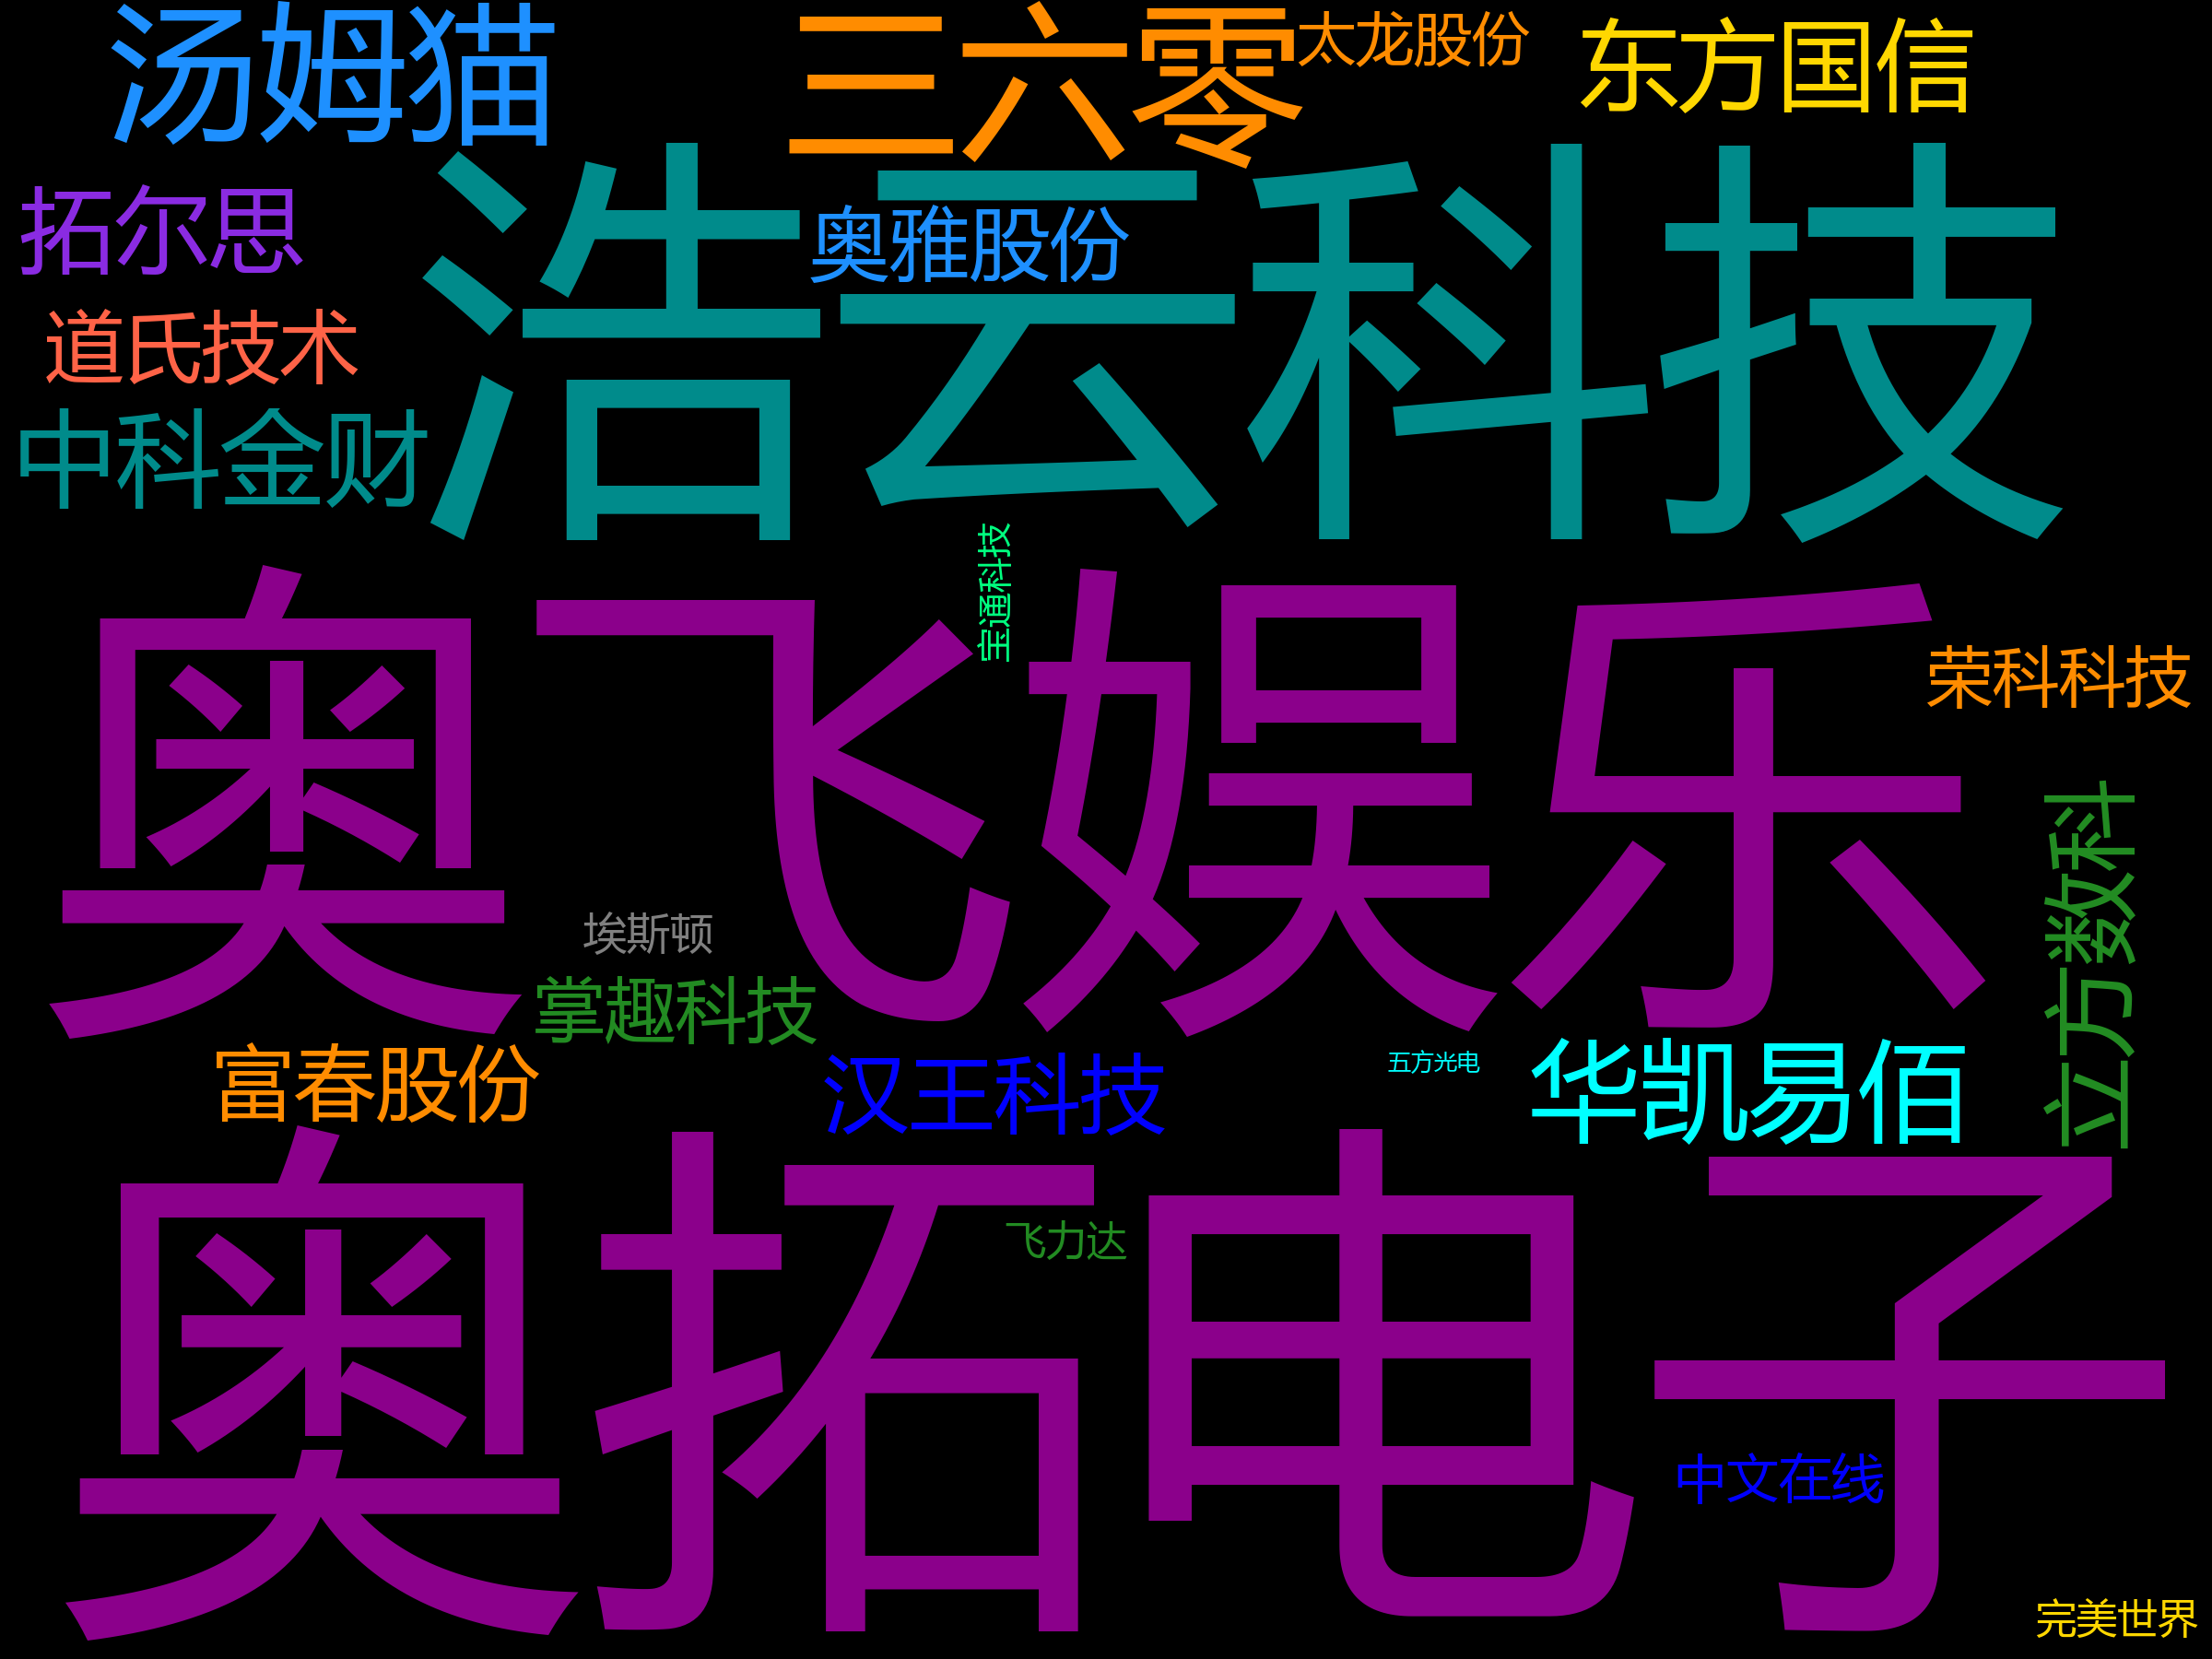 汤姆猫
三六零
大龙股份
东方国信
浩云科技
拓尔思
奥雅股份
道氏技术
中科金财
宝通科技
奥飞娱乐
荣科科技
立方数科
埃斯顿
掌趣科技
富春股份
汉王科技
五方光电
华凯易佰
奥拓电子
飞力达
中文在线
完美世界